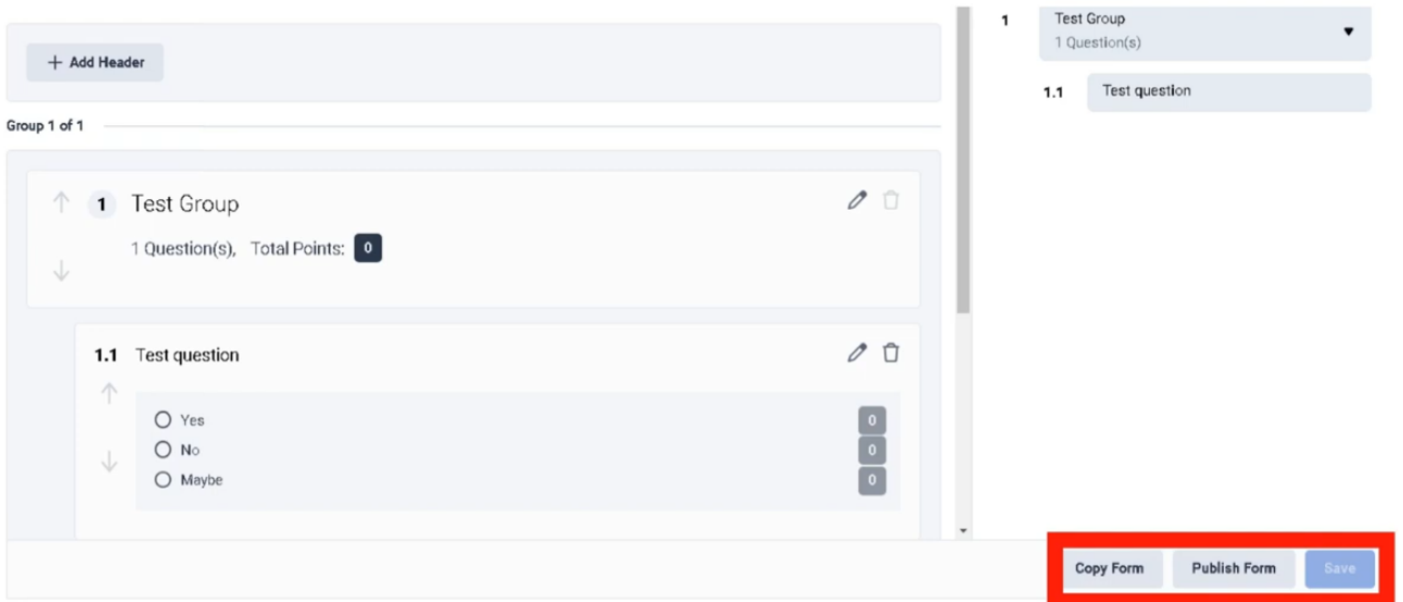 + Add Header
Group 1 of 1
1 Test Group
1 Question(s), Total Points: 0
1.1 Test question
Yes 0
No 0
Maybe 0
1 Test Group
1 Question(s)
1.1 Test question
Copy Form Publish Form Save